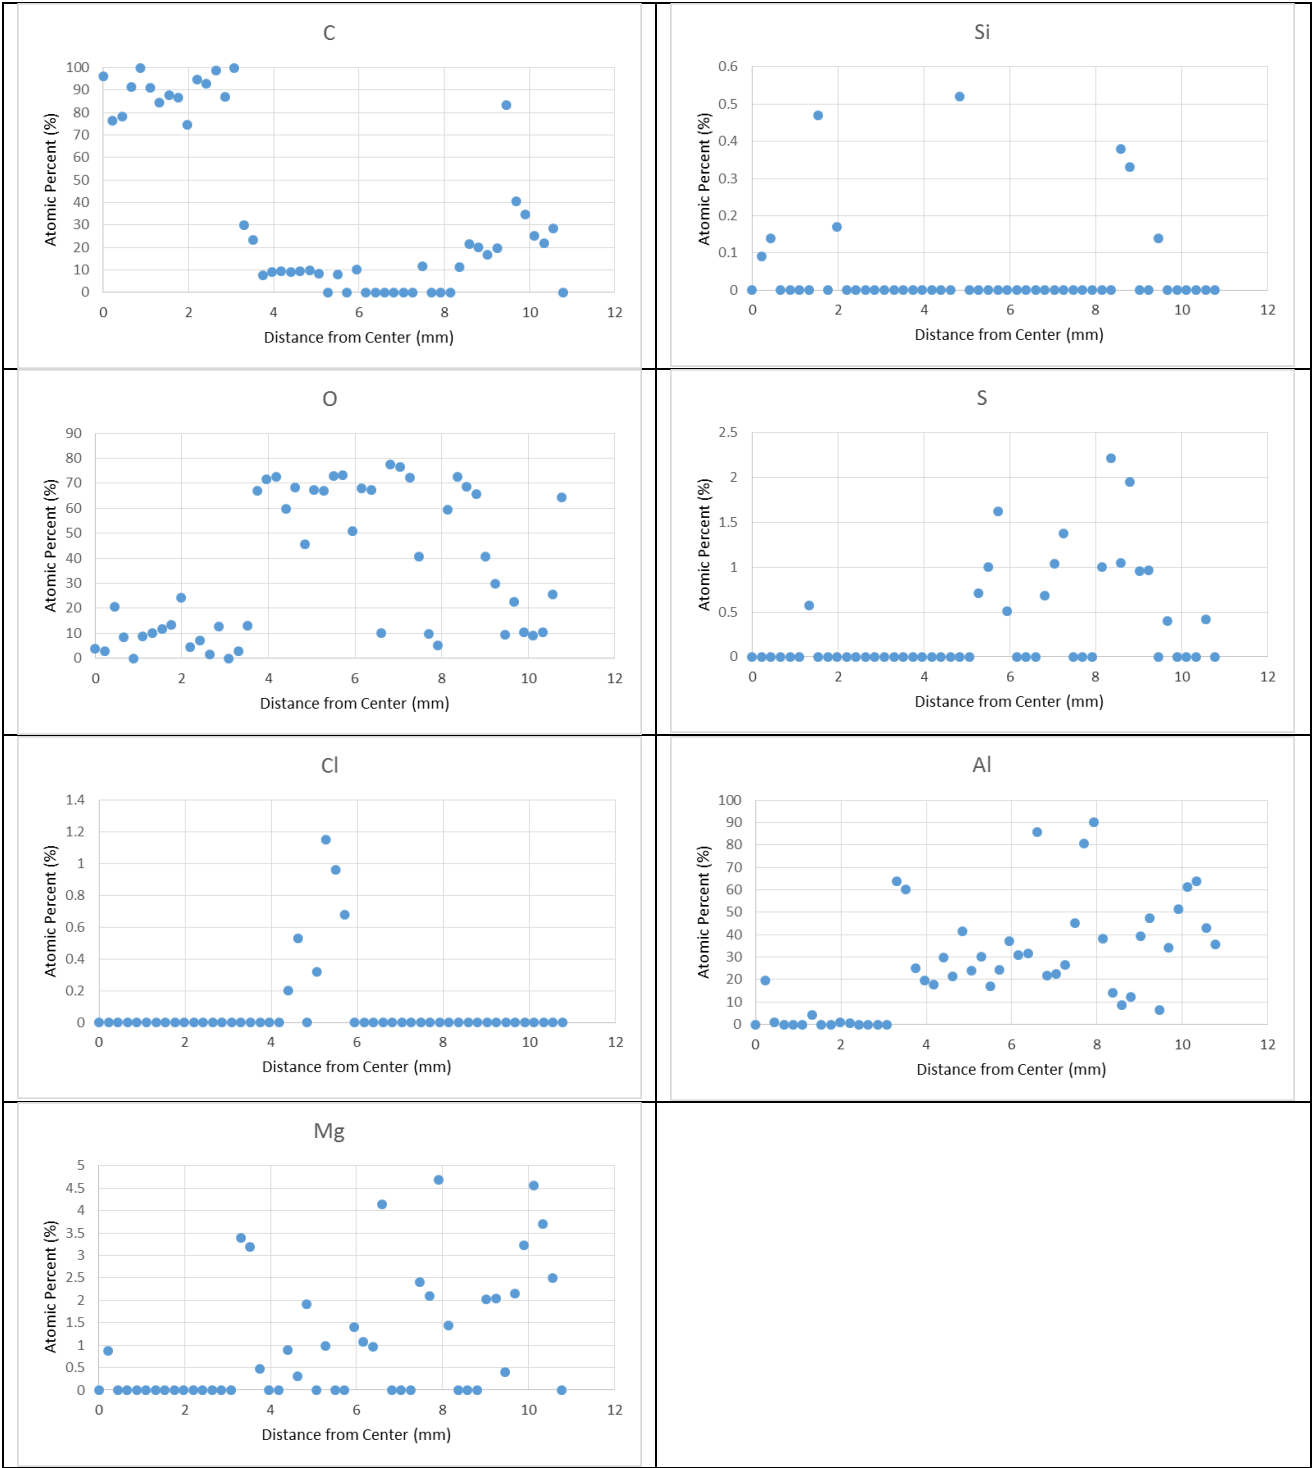 C
Atomic Percent (%)
100
90
80
70
60
50
40
30
20
10
0
0 2 4 6 8 10 12
Distance from Center (mm)
Si
Atomic Percent (%)
0.6
0.5
0.4
0.3
0.2
0.1
0
0 2 4 6 8 10 12
Distance from Center (mm)
O
Atomic Percent (%)
90
80
70
60
50
40
30
20
10
0
0 2 4 6 8 10 12
Distance from Center (mm)
S
Atomic Percent (%)
2.5
2
1.5
1
0.5
0
0 2 4 6 8 10 12
Distance from Center (mm)
Cl
Atomic Percent (%)
1.4
1.2
1
0.8
0.6
0.4
0.2
0
0 2 4 6 8 10 12
Distance from Center (mm)
Al
Atomic Percent (%)
100
90
80
70
60
50
40
30
20
10
0
0 2 4 6 8 10 12
Distance from Center (mm)
Mg
Atomic Percent (%)
5
4.5
4
3.5
3
2.5
2
1.5
1
0.5
0
0 2 4 6 8 10 12
Distance from Center (mm)